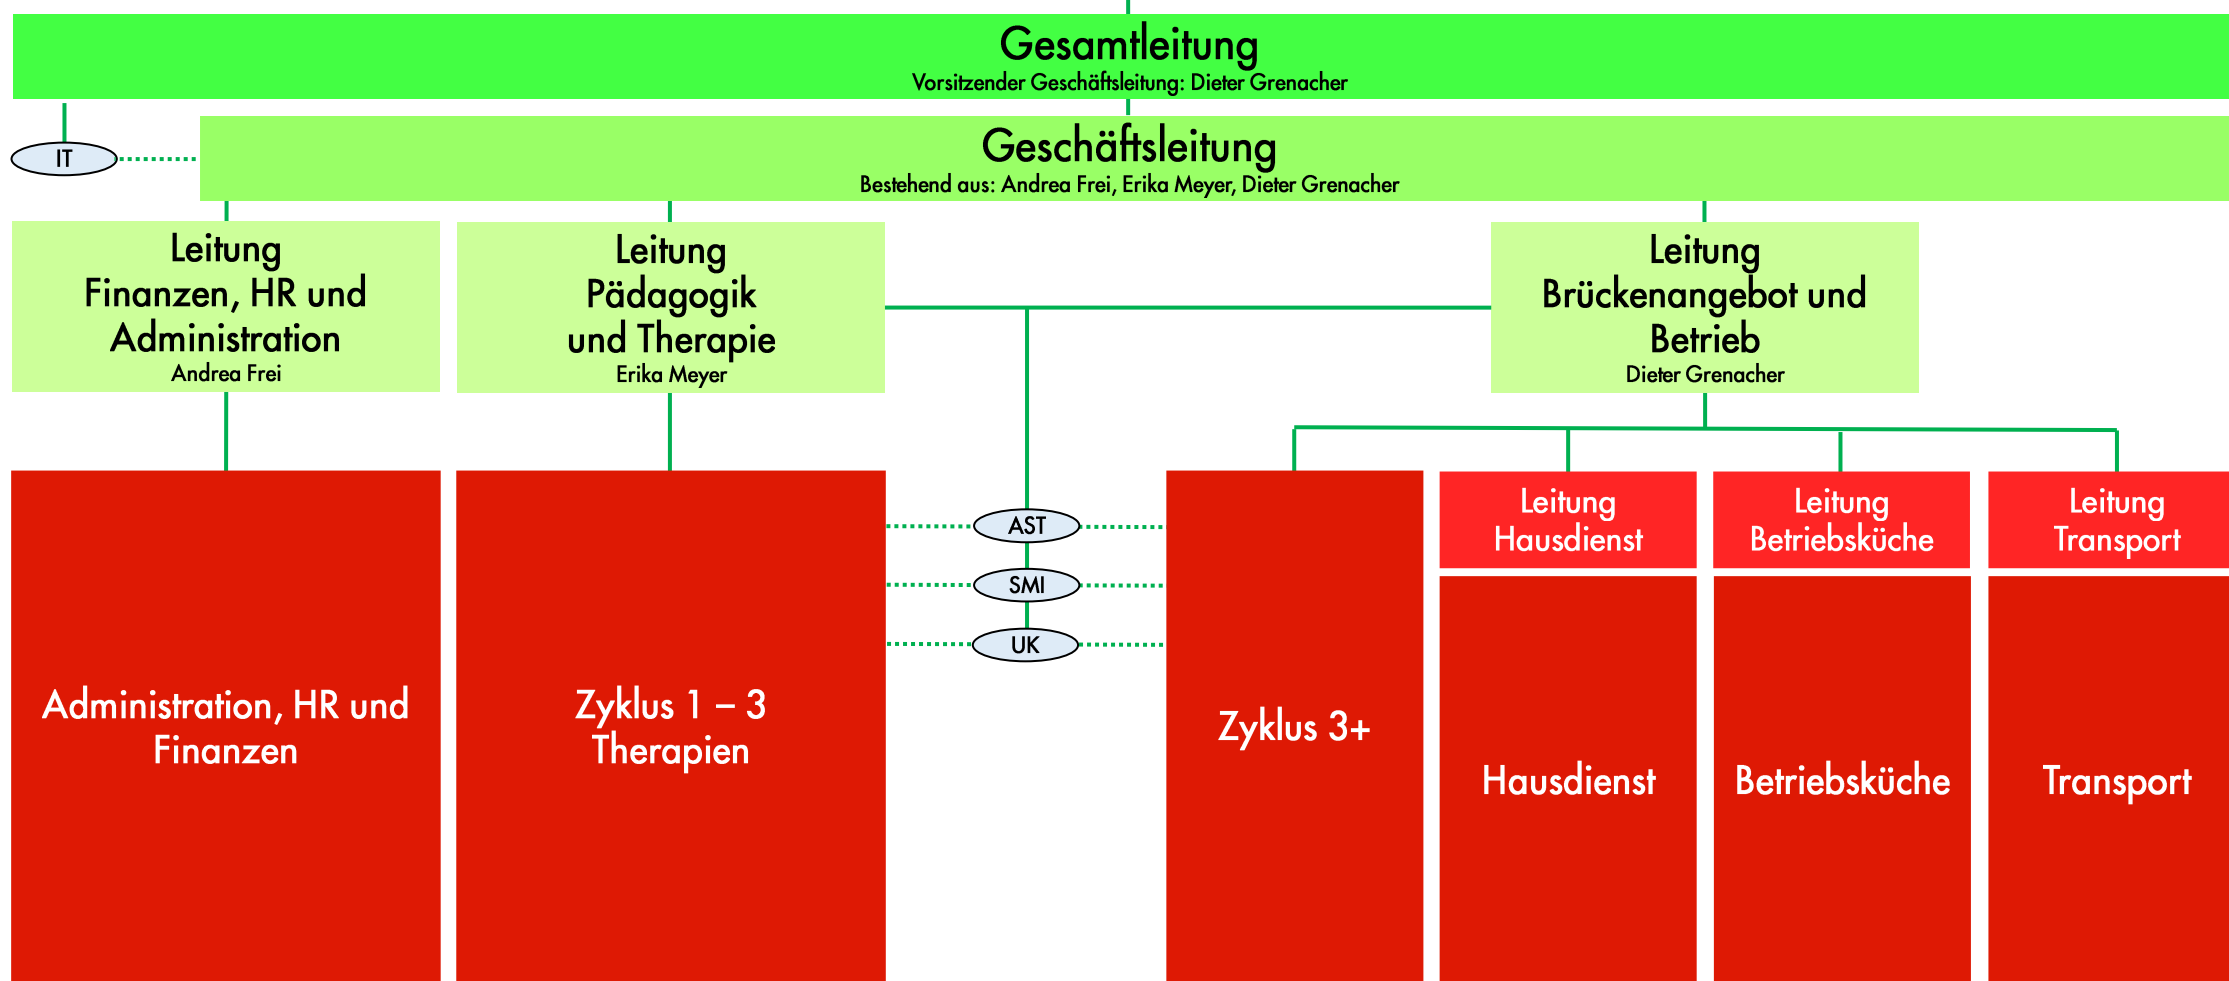 Gesamtleitung
Vorsitzender Geschäftsleitung: Dieter Grenacher
IT
Geschäftsleitung
Bestehend aus: Andrea Frei, Erika Meyer, Dieter Grenacher
Leitung
Finanzen, HR und
Administration
Andrea Frei
Leitung
Pädagogik
und Therapie
Erika Meyer
Leitung
Brückenangebot und
Betrieb
Dieter Grenacher
Administration, HR und
Finanzen
Zyklus 1 – 3
Therapien
AST
SMI
UK
Zyklus 3+
Leitung
Hausdienst
Hausdienst
Leitung
Betriebsküche
Betriebsküche
Leitung
Transport
Transport